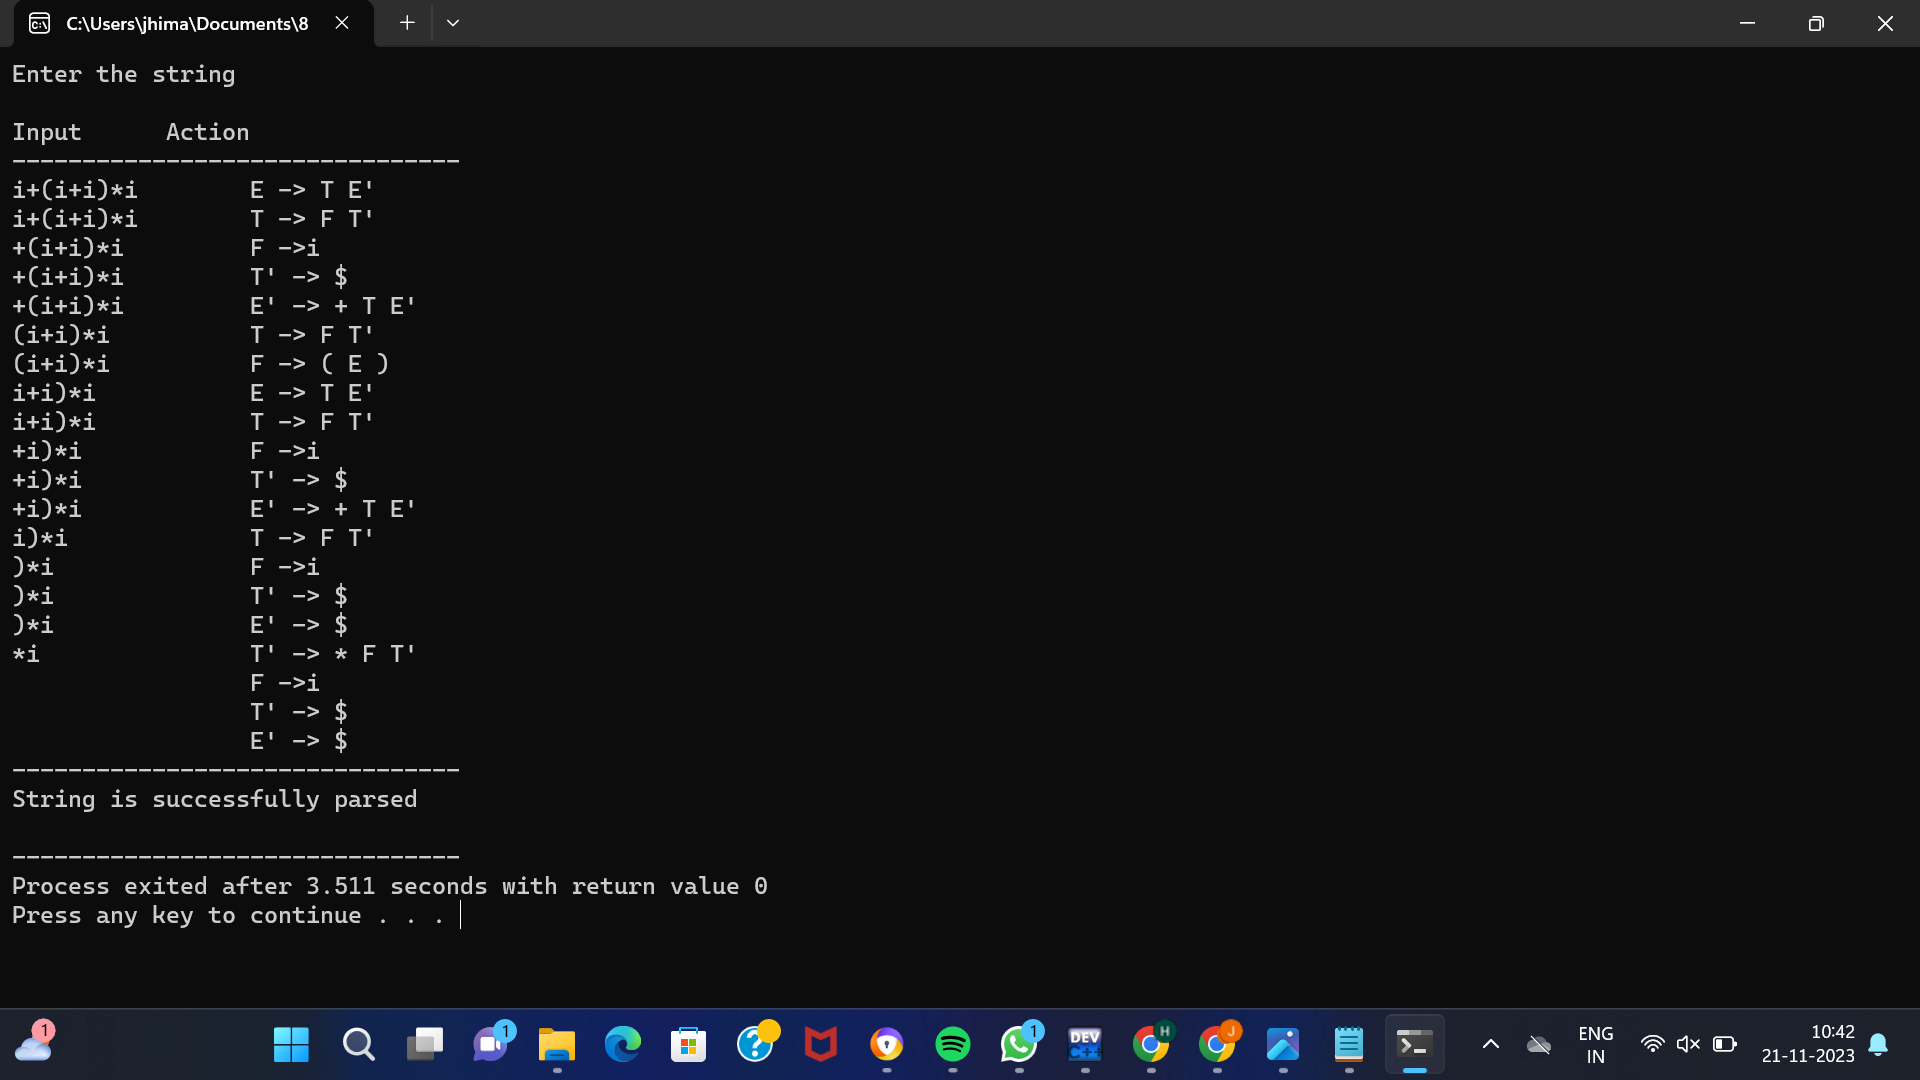 C:\Users\jhima\Documents\8
Enter the string
Input Action
--------------------------------
i+(i+i)*i E -> T E'
i+(i+i)*i T -> F T'
+(i+i)*i F ->i
+(i+i)*i T' -> $
+(i+i)*i E' -> + T E'
(i+i)*i T -> F T'
(i+i)*i F -> ( E )
i+i)*i E -> T E'
i+i)*i T -> F T'
+i)*i F ->i
+i)*i T' -> $
+i)*i E' -> + T E'
i)*i T -> F T'
)*i F ->i
)*i T' -> $
)*i E' -> $
*i T' -> * F T'
F ->i
T' -> $
E' -> $
--------------------------------
String is successfully parsed
--------------------------------
Process exited after 3.511 seconds with return value 0
Press any key to continue . . .
1
1
1
DEV
C++
H
J
ENG
IN
10:42
21-11-2023